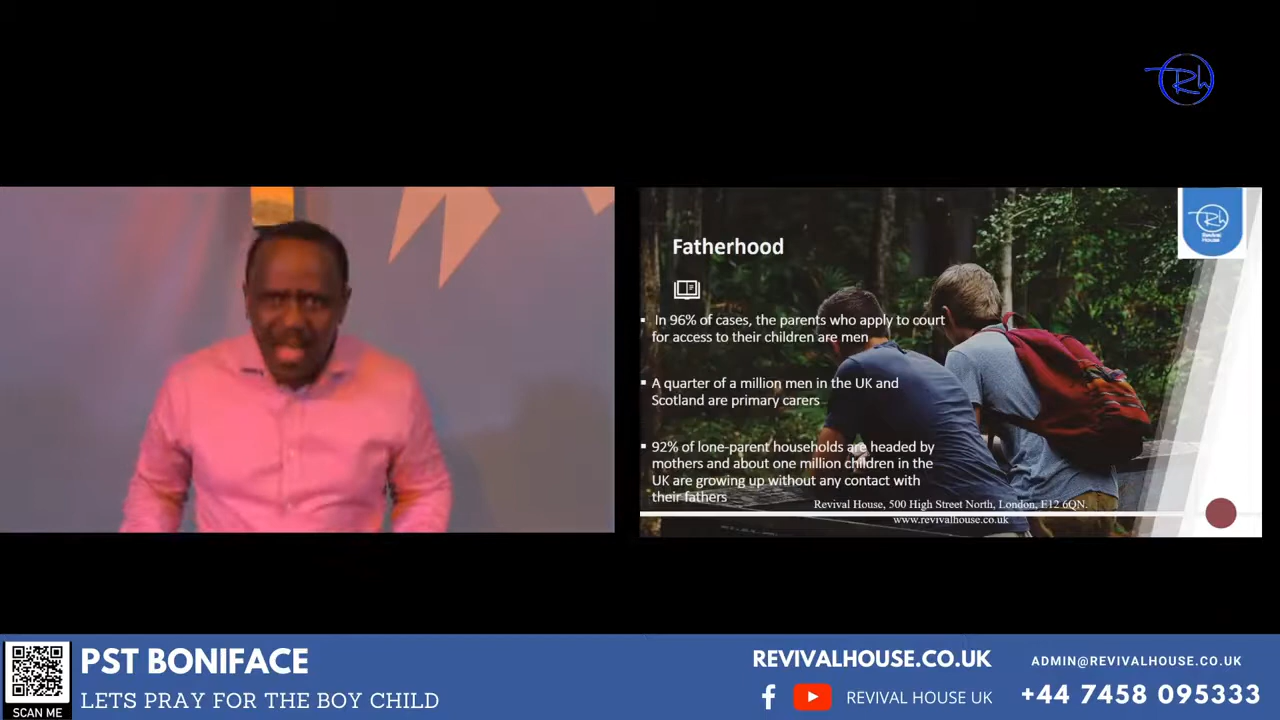 Rh
Fatherhood
Rh
Revival
House
▪ In 96% of cases, the parents who apply to court
for access to their children are men
▪ A quarter of a million men in the UK and
Scotland are primary carers
▪ 92% of lone-parent households are headed by
mothers and about one million children in the
UK are growing up without any contact with
their fathers
Revival House, 500 High Street North, London, E12 6QN.
www.revivalhouse.co.uk
SCAN ME
PST BONIFACE
LETS PRAY FOR THE BOY CHILD
REVIVALHOUSE.CO.UK
REVIVAL HOUSE UK
ADMIN@REVIVALHOUSE.CO.UK
+44 7458 095333